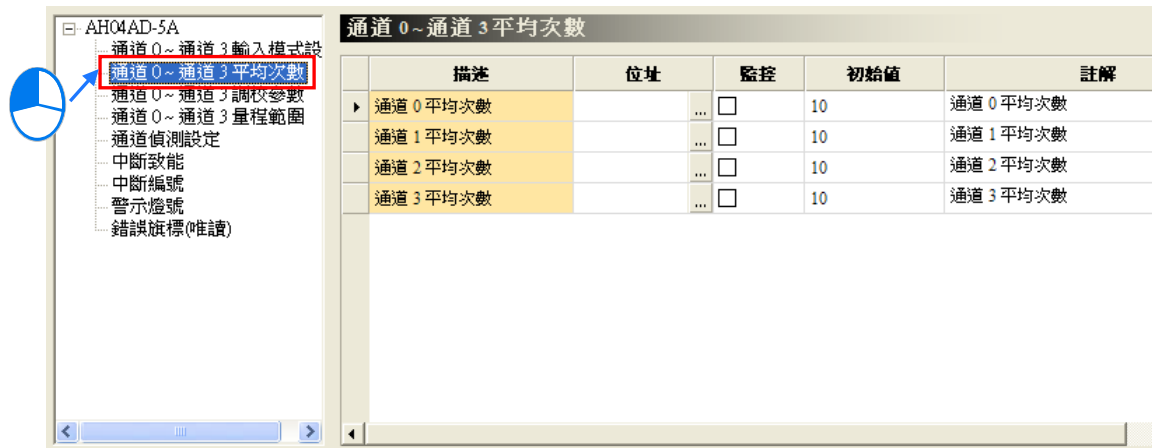 AH04AD-5A
通道 0~通道 3 輸入模式設
通道 0~通道 3 平均次數
通道 0~通道 3 調校參數
通道 0~通道 3 量程範圍
通道偵測設定
中斷致能
中斷編號
警示燈號
錯誤旗標(唯讀)
通道 0~通道 3 平均次數
描述 位址 監控 初始值 註解
通道 0 平均次數 ... 10 通道 0 平均次數
通道 1 平均次數 ... 10 通道 1 平均次數
通道 2 平均次數 ... 10 通道 2 平均次數
通道 3 平均次數 ... 10 通道 3 平均次數